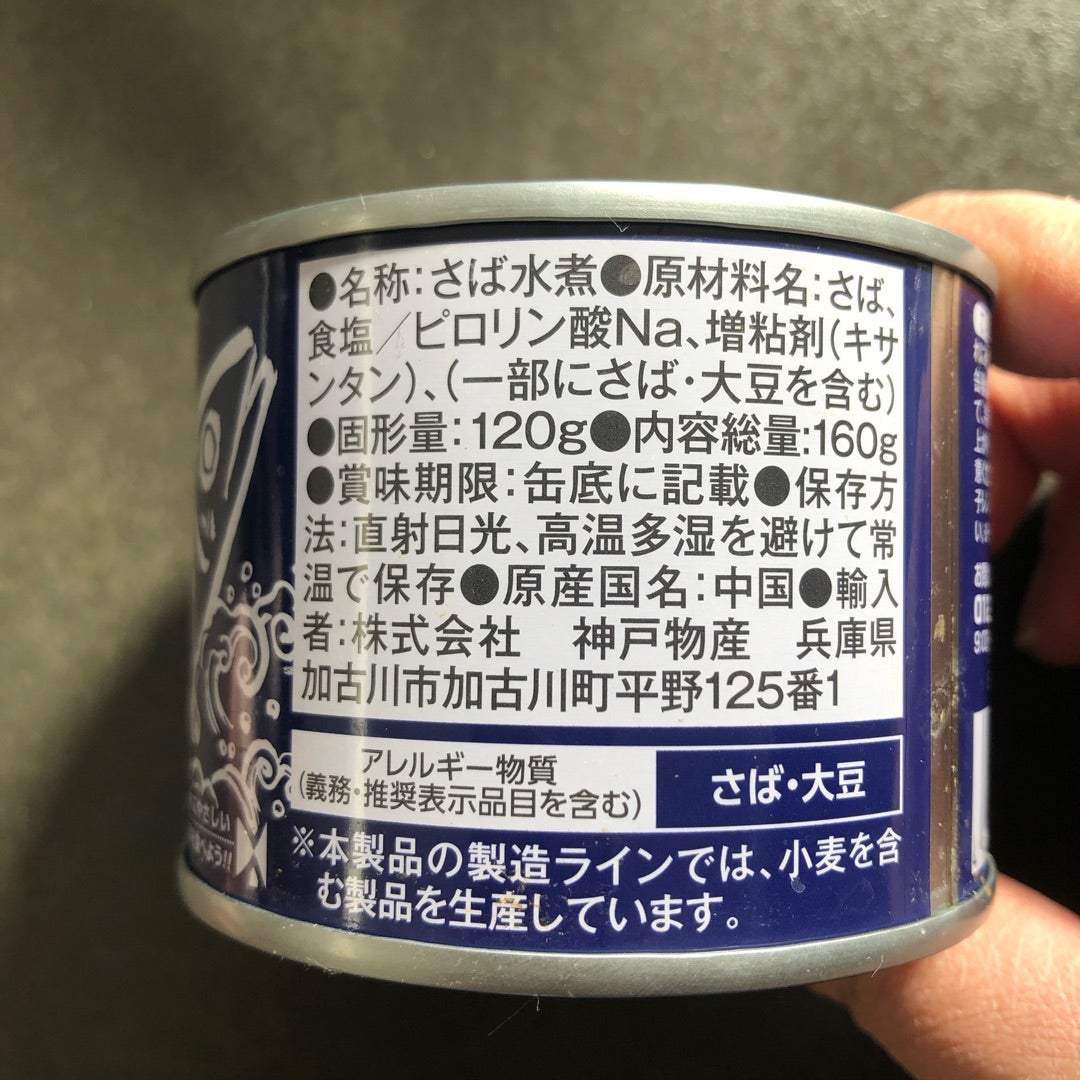 ●名称：さば水煮●原材料名：さば、
食塩／ピロリン酸Na、増粘剤（キサ
ンタン）、（一部にさば・大豆を含む）
●固形量：120g●内容総量：160g
●賞味期限：缶底に記載●保存方
法：直射日光、高温多湿を避けて常
温で保存●原産国名：中国●輸入
者：株式会社　神戸物産　兵庫県
加古川市加古川町平野125番1
アレルギー物質
（義務・推奨表示品目を含む）
さば・大豆
※本製品の製造ラインでは、小麦を含
む製品を生産しています。